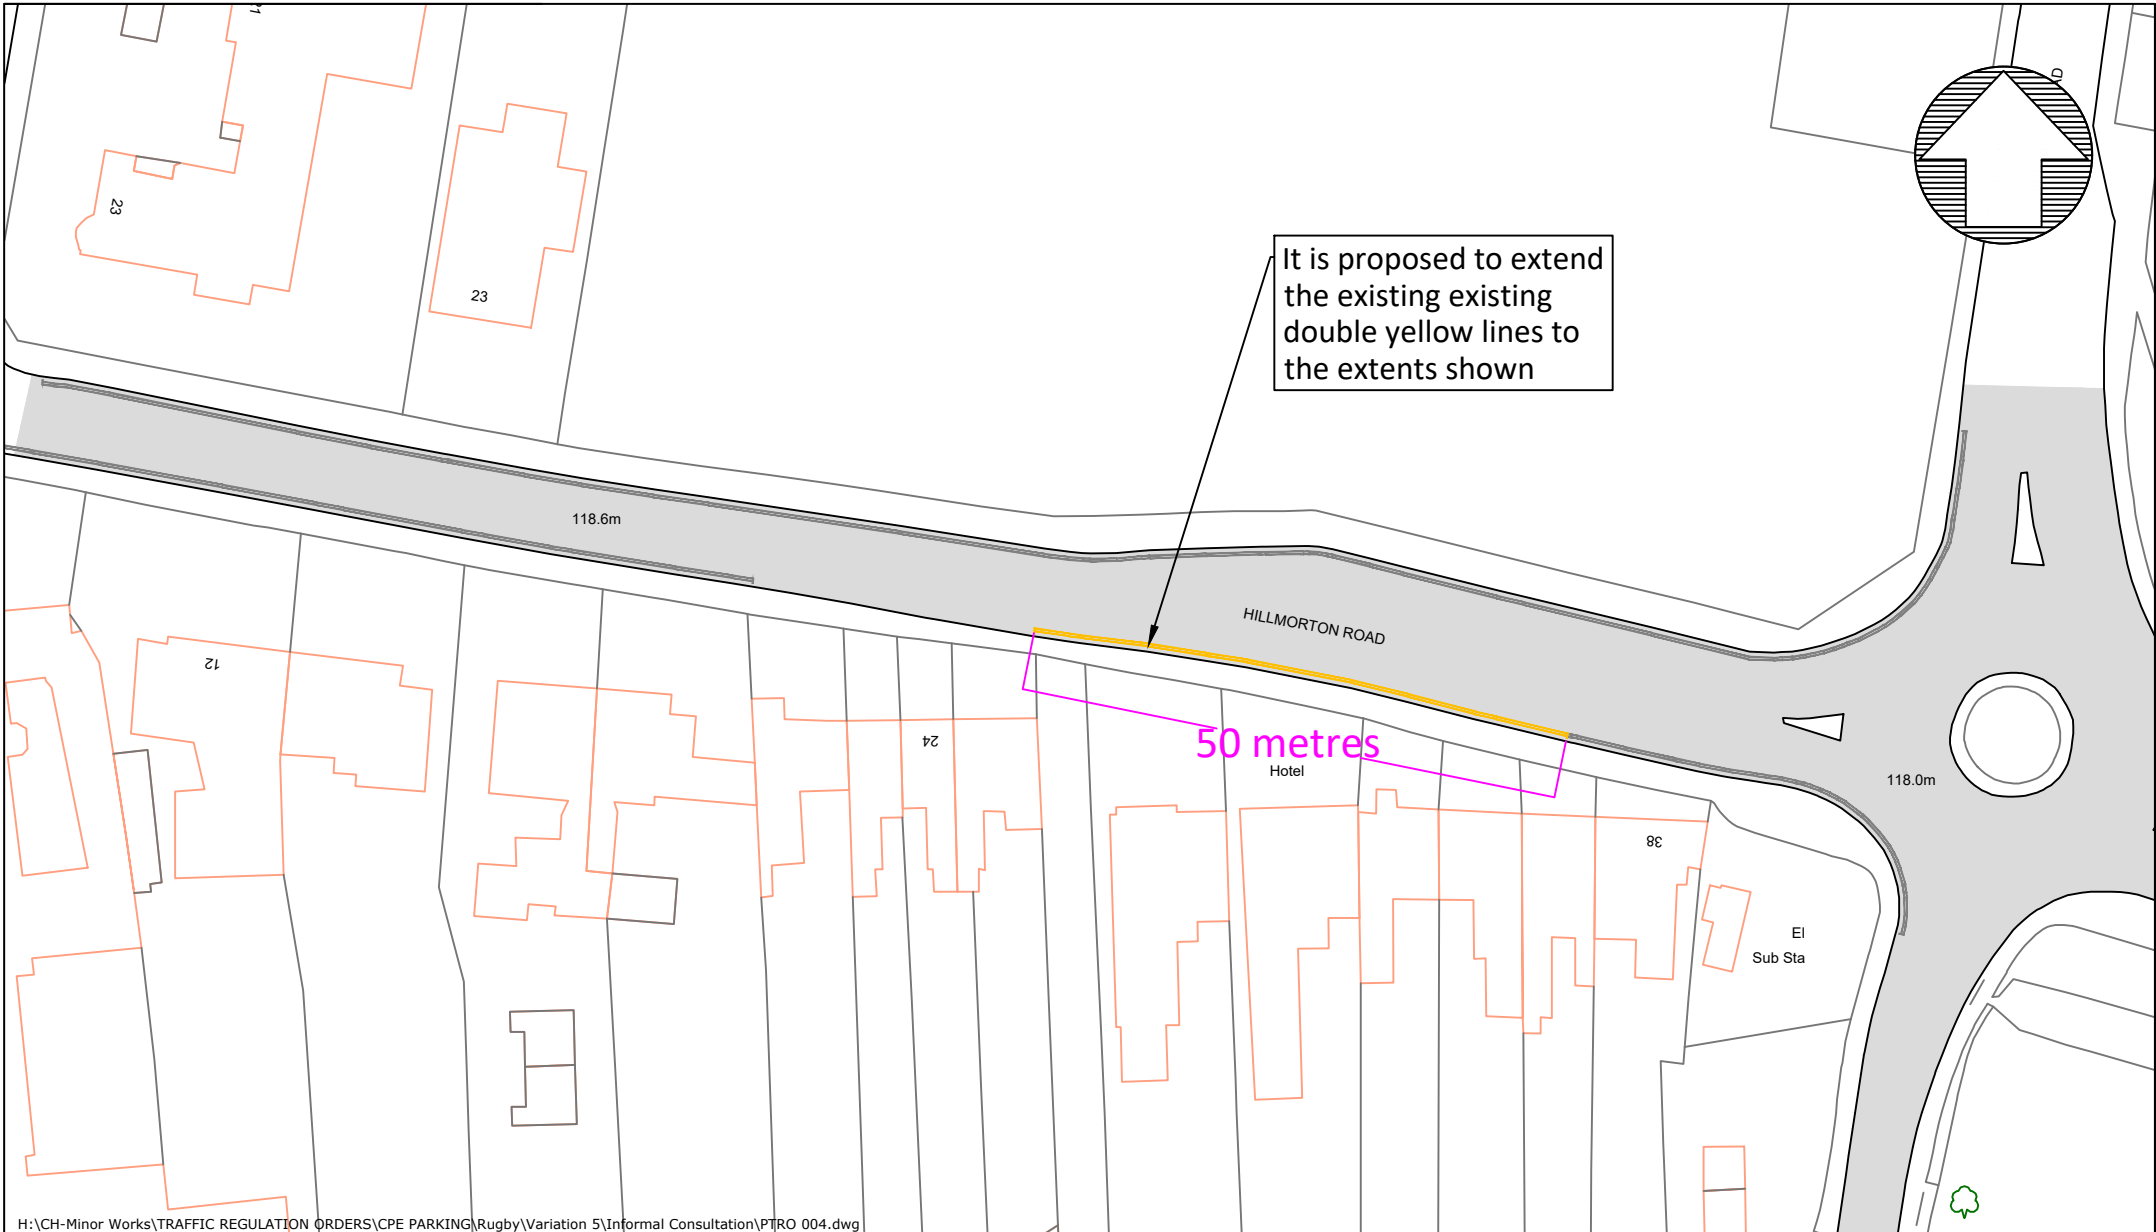 21
AD
23
23
It is proposed to extend
the existing existing
double yellow lines to
the extents shown
118.6m
HILLMORTON ROAD
12
24
50 metres
Hotel
118.0m
38
El
Sub Sta
H:\CH-Minor Works\TRAFFIC REGULATION ORDERS\CPE PARKING\Rugby\Variation 5\Informal Consultation\PTRO 004.dwg